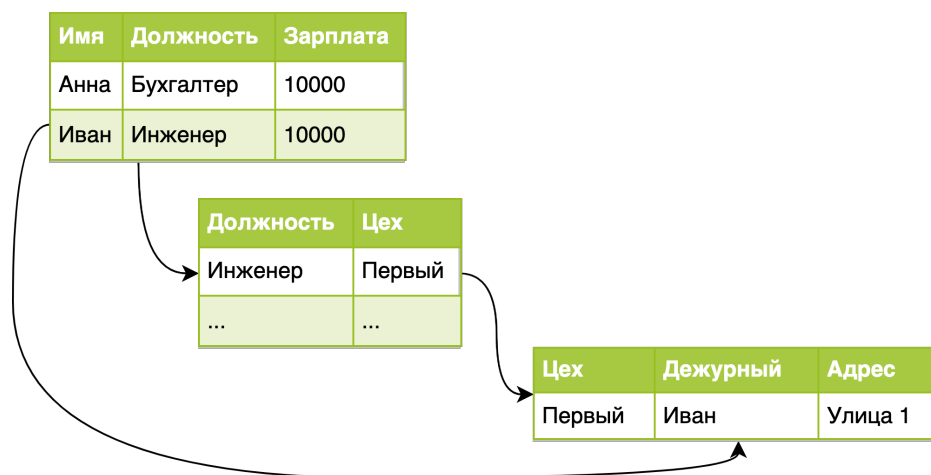 Имя Должность Зарплата
Анна Бухгалтер 10000
Иван Инженер 10000
Должность Цех
Инженер Первый
... ...
Цех Дежурный Адрес
Первый Иван Улица 1